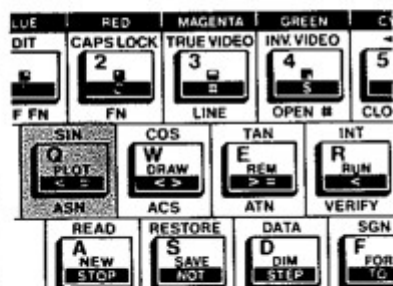 LUE RED MAGENTA GREEN CY
DIT CAPS LOCK TRUE VIDEO INV. VIDEO
2 3 4 5
# $
F FN FN LINE OPEN # CLO
SIN COS TAN INT
Q W E R
PLOT DRAW REM RUN
< = < > > = <
ASN ACS ATN VERIFY
READ RESTORE DATA SGN
A S D F
NEW SAVE DIM FOR
STOP NOT STEP TO